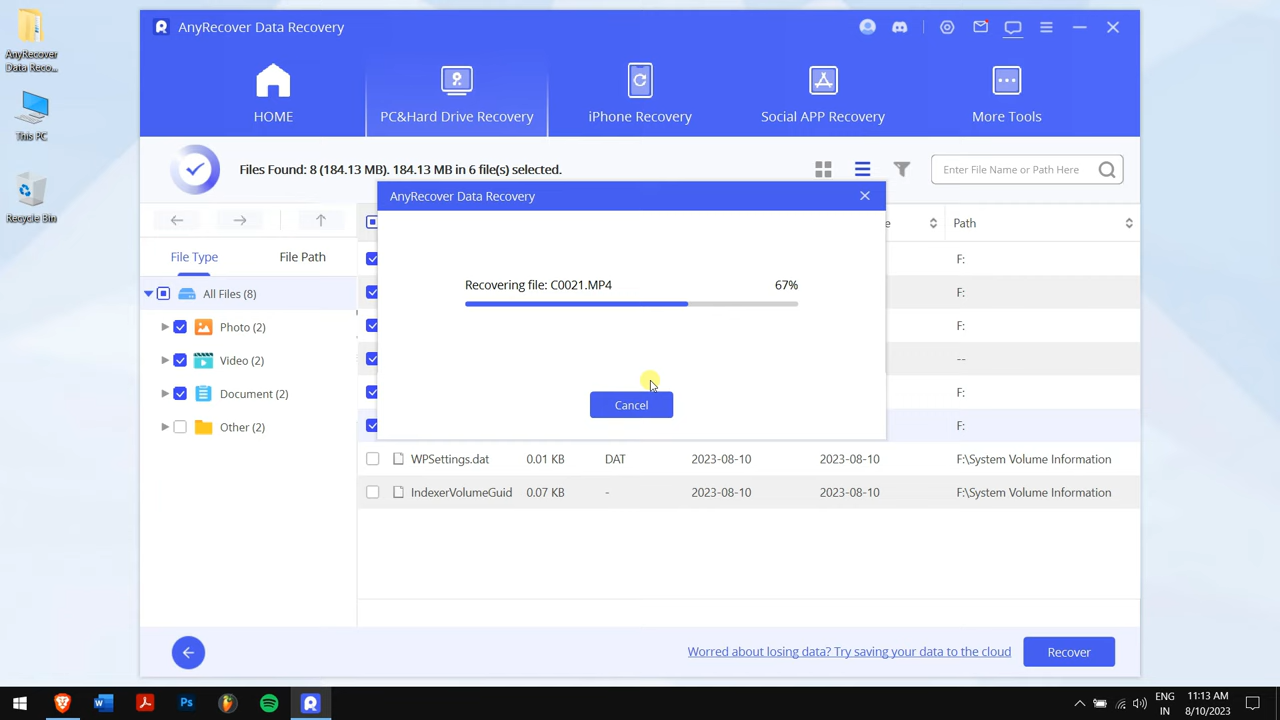 AnyRecover
Data Reco...
This PC
Recycle Bin
AnyRecover Data Recovery
HOME
PC&Hard Drive Recovery
iPhone Recovery
Social APP Recovery
More Tools
Files Found: 8 (184.13 MB). 184.13 MB in 6 file(s) selected.
Enter File Name or Path Here
File Type
File Path
All Files (8)
Photo (2)
Video (2)
Document (2)
Other (2)
AnyRecover Data Recovery
Recovering file: C0021.MP4 67%
Cancel
e Path
F:
F:
F:
--
F:
F:
WPSettings.dat 0.01 KB DAT 2023-08-10 2023-08-10 F:\System Volume Information
IndexerVolumeGuid 0.07 KB - 2023-08-10 2023-08-10 F:\System Volume Information
Worred about losing data? Try saving your data to the cloud
Recover
W
Ps
ENG
IN
11:13 AM
8/10/2023